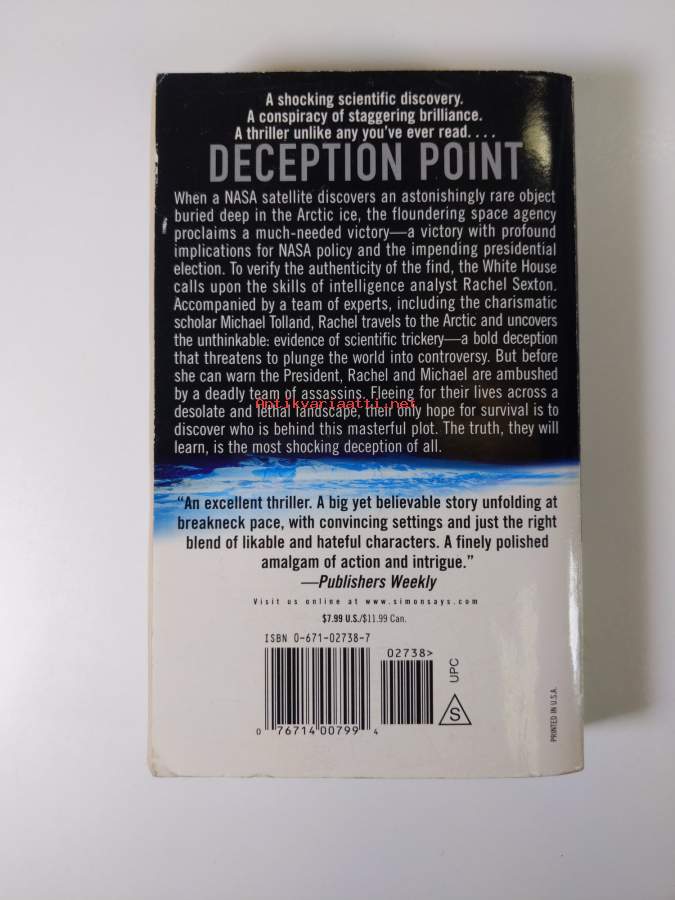 A shocking scientific discovery.
A conspiracy of staggering brilliance.
A thriller unlike any you've ever read....
DECEPTION POINT
When a NASA satellite discovers an astonishingly rare object
buried deep in the Arctic ice, the floundering space agency
proclaims a much-needed victory—a victory with profound
implications for NASA policy and the impending presidential
election. To verify the authenticity of the find, the White House
calls upon the skills of intelligence analyst Rachel Sexton.
Accompanied by a team of experts, including the charismatic
scholar Michael Tolland, Rachel travels to the Arctic and uncovers
the unthinkable: evidence of scientific trickery—a bold deception
that threatens to plunge the world into controversy. But before
she can warn the President, Rachel and Michael are ambushed
by a deadly team of assassins. Fleeing for their lives across a
Antikvariaatti.net
desolate and lethal landscape, their only hope for survival is to
discover who is behind this masterful plot. The truth, they will
learn, is the most shocking deception of all.
“An excellent thriller. A big yet believable story unfolding at
breakneck pace, with convincing settings and just the right
blend of likable and hateful characters. A finely polished
amalgam of action and intrigue.”
—Publishers Weekly
Visit us online at www.simonsays.com
$7.99 U.S./$11.99 Can.
ISBN 0-671-02738-7
02738>
UPC
S
0 76714 00799 4
PRINTED IN U.S.A.